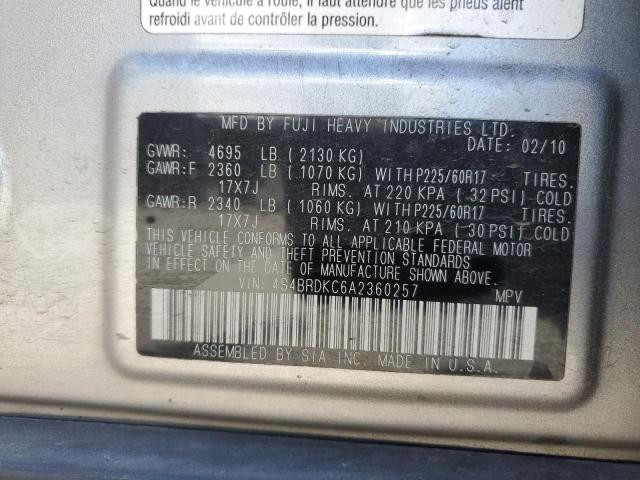 Quand le véhicule a roulé, il faut attendre que les pneus aient
refroidi avant de contrôler la pression.
MFD BY FUJI HEAVY INDUSTRIES LTD.
DATE: 02/10
GVWR: 4695 LB (2130 KG)
GAWR:F 2360 LB (1070 KG) WITH P225/60R17 TIRES.
17X7J RIMS. AT 220 KPA (32 PSI) COLD
GAWR:R 2340 LB (1060 KG) WITH P225/60R17 TIRES.
17X7J RIMS. AT 210 KPA (30 PSI) COLD
THIS VEHICLE CONFORMS TO ALL APPLICABLE FEDERAL MOTOR
VEHICLE SAFETY AND THEFT PREVENTION STANDARDS
IN EFFECT ON THE DATE OF MANUFACTURE SHOWN ABOVE.
VIN: 4S4BRDKC6A2360257 MPV
ASSEMBLED BY SIA INC. MADE IN U.S.A.